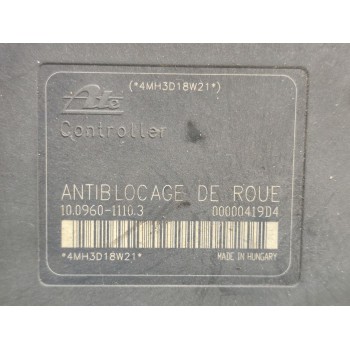 (*4MH3D18W21*)
Ate
Controller
ANTIBLOCAGE DE ROUE
10.0960-1110.3 00000419D4
*4MH3D18W21* MADE IN HUNGARY